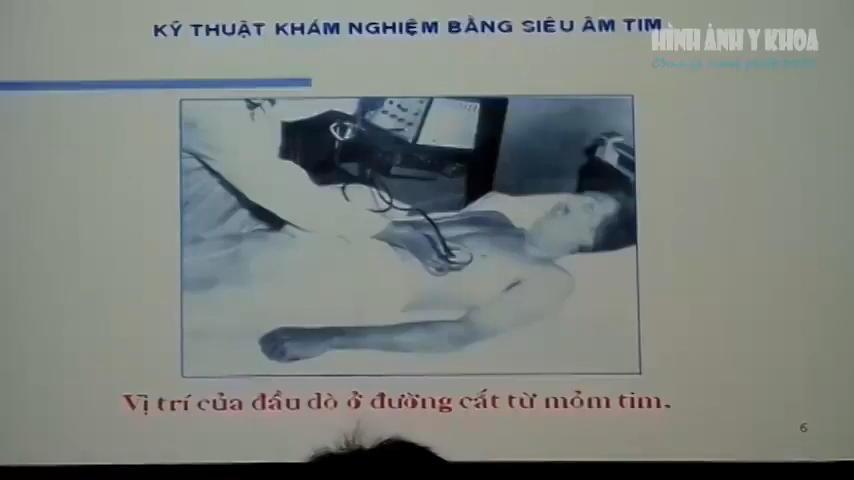 KỸ THUẬT KHÁM NGHIỆM BẰNG SIÊU ÂM TIM
HÌNH ẢNH Y KHOA
Vị trí của đầu dò ở đường cắt từ mỏm tim.
6